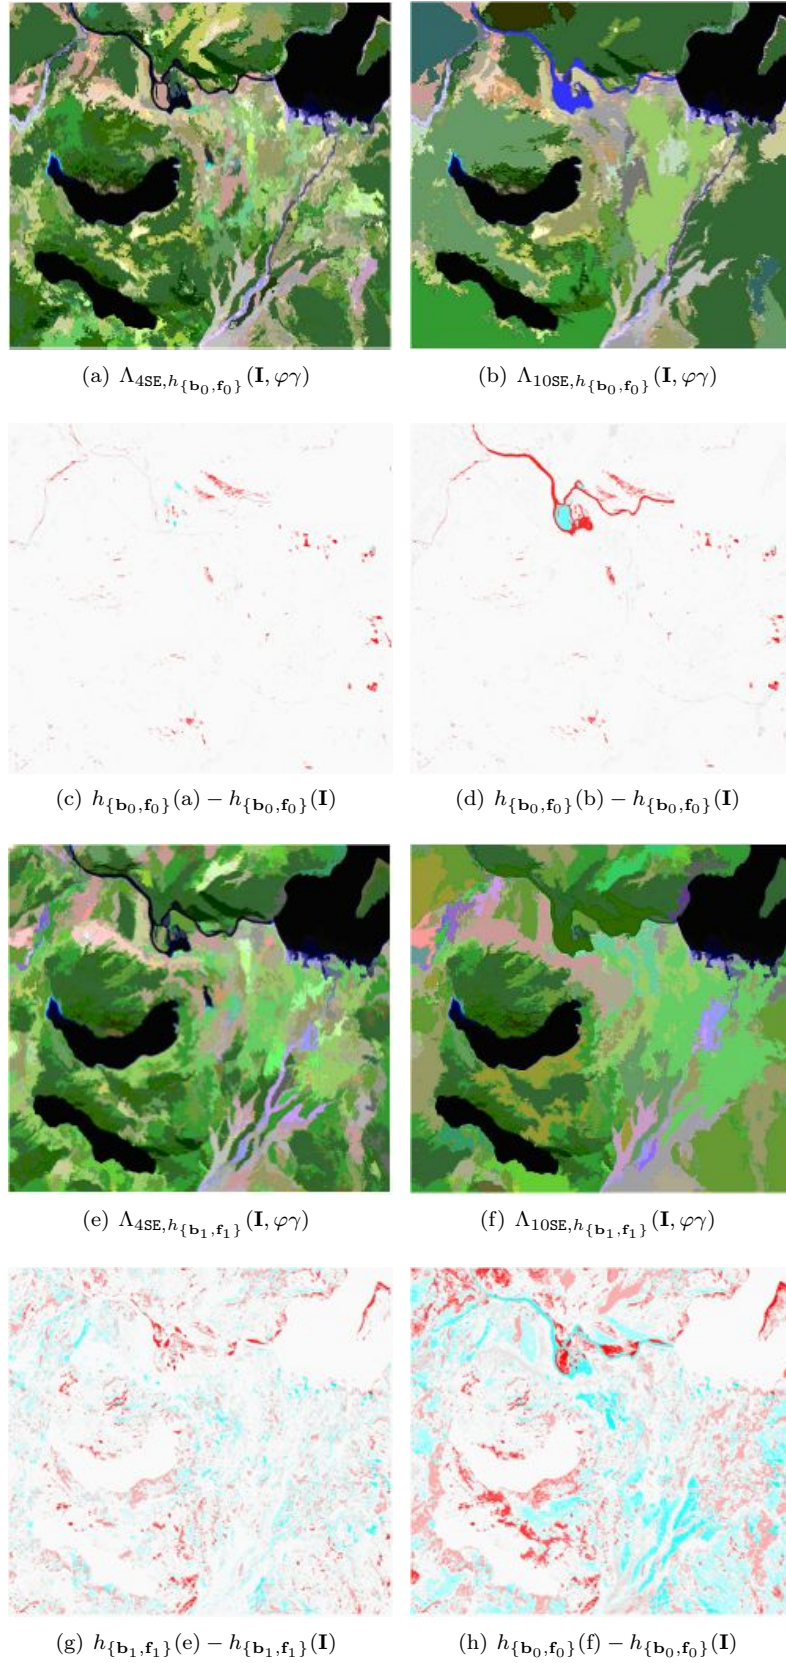 (a) Λ4SE,h{b0,f0}(I, φγ)
(b) Λ10SE,h{b0,f0}(I, φγ)
(c) h{b0,f0}(a) − h{b0,f0}(I)
(d) h{b0,f0}(b) − h{b0,f0}(I)
(e) Λ4SE,h{b1,f1}(I, φγ)
(f) Λ10SE,h{b1,f1}(I, φγ)
(g) h{b1,f1}(e) − h{b1,f1}(I)
(h) h{b0,f0}(f) − h{b0,f0}(I)